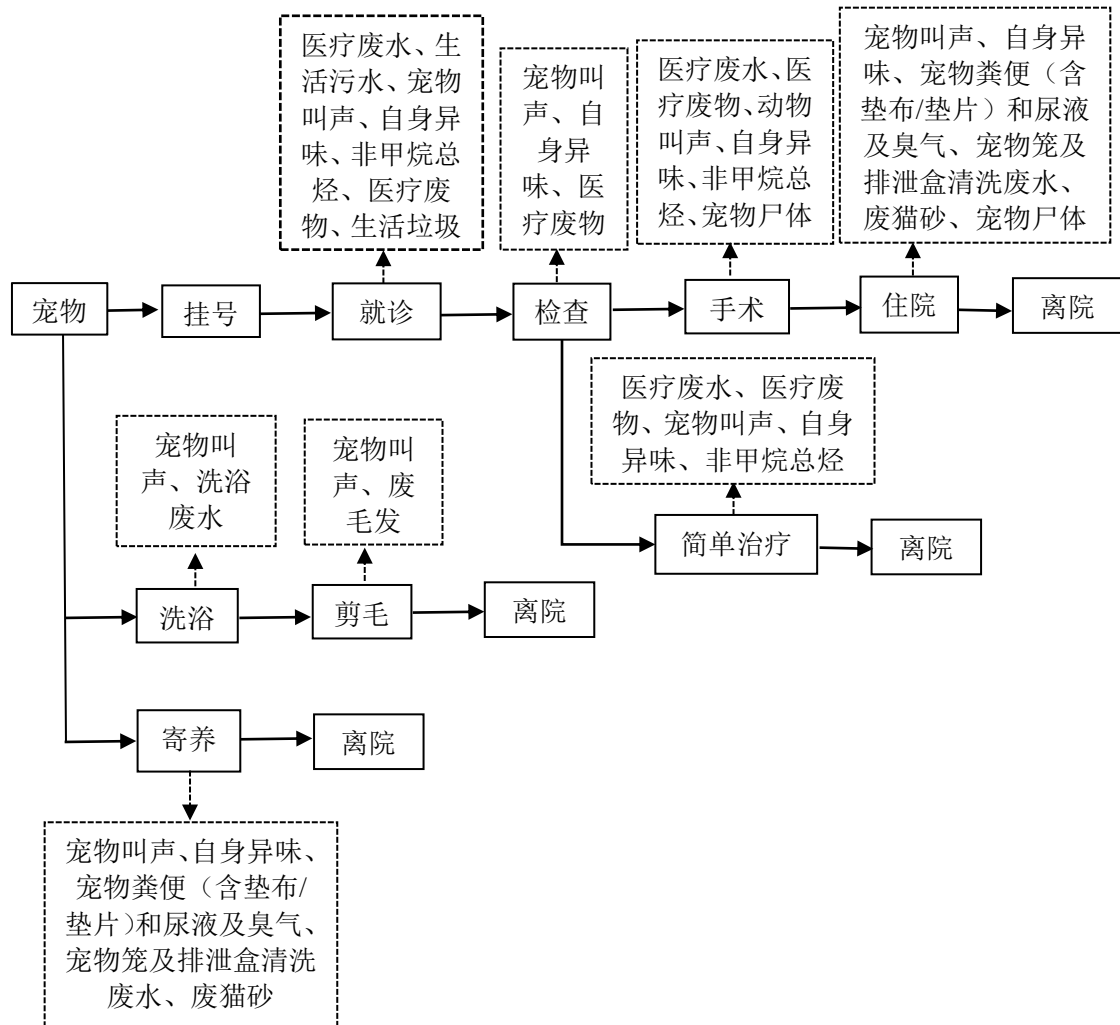 医疗废水、生
活污水、宠物
叫声、自身异
味、非甲烷总
烃、医疗废
物、生活垃圾
宠物叫
声、自
身异
味、医
疗废物
医疗废水、医
疗废物、动物
叫声、自身异
味、非甲烷总
烃、宠物尸体
宠物叫声、自身异
味、宠物粪便（含
垫布/垫片）和尿液
及臭气、宠物笼及
排泄盒清洗废水、
废猫砂、宠物尸体
宠物
挂号
就诊
检查
手术
住院
离院
医疗废水、医疗废
物、宠物叫声、自身
异味、非甲烷总烃
简单治疗
离院
宠物叫
声、洗浴
废水
宠物叫
声、废
毛发
洗浴
剪毛
离院
寄养
离院
宠物叫声、自身异味、
宠物粪便（含垫布/
垫片）和尿液及臭气、
宠物笼及排泄盒清洗
废水、废猫砂